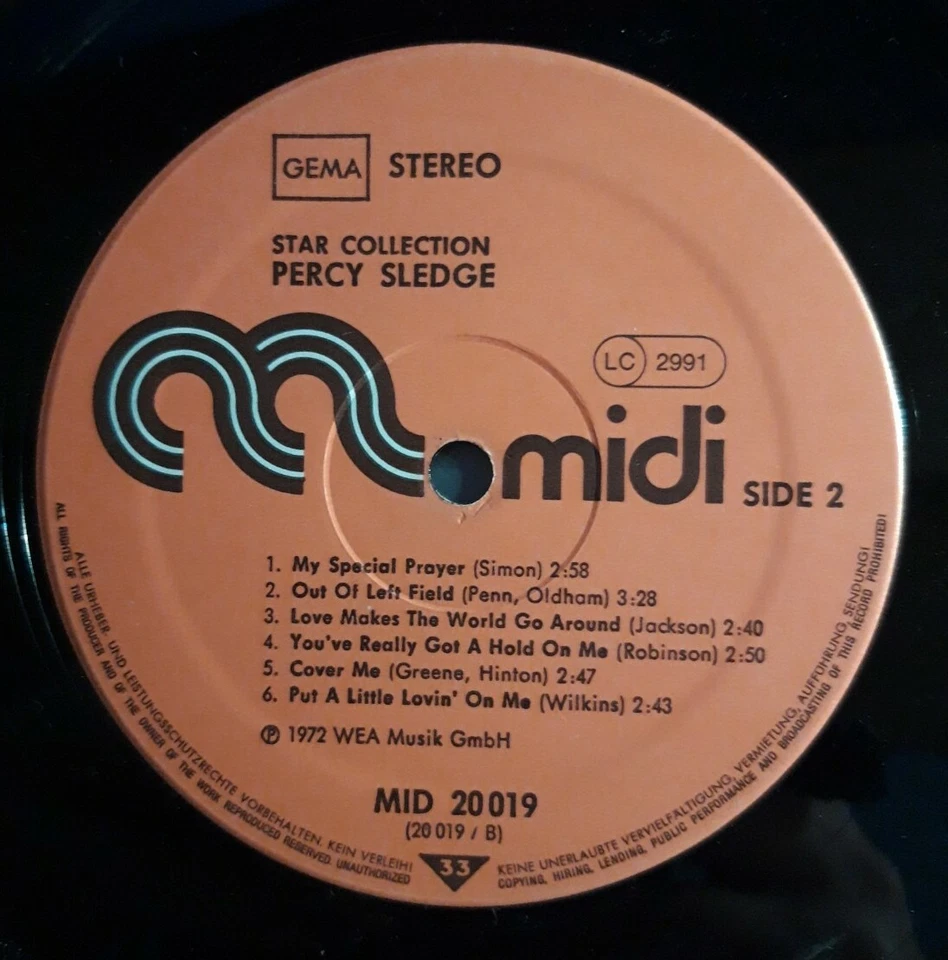 GEMA STEREO
STAR COLLECTION
PERCY SLEDGE
LC 2991
midi SIDE 2
1. My Special Prayer (Simon) 2:58
2. Out Of Left Field (Penn, Oldham) 3:28
3. Love Makes The World Go Around (Jackson) 2:40
4. You've Really Got A Hold On Me (Robinson) 2:50
5. Cover Me (Greene, Hinton) 2:47
6. Put A Little Lovin' On Me (Wilkins) 2:43
℗ 1972 WEA Musik GmbH
MID 20 019
(20 019 / B)
33
ALLE URHEBER- UND LEISTUNGSSCHUTZRECHTE VORBEHALTEN. KEIN VERLEIH! KEINE UNERLAUBTE VERVIELFÄLTIGUNG, VERMIETUNG, AUFFÜHRUNG, SENDUNG!
ALL RIGHTS OF THE PRODUCER AND OF THE OWNER OF THE WORK REPRODUCED RESERVED. UNAUTHORIZED COPYING, HIRING, LENDING, PUBLIC PERFORMANCE AND BROADCASTING OF THIS RECORD PROHIBITED!